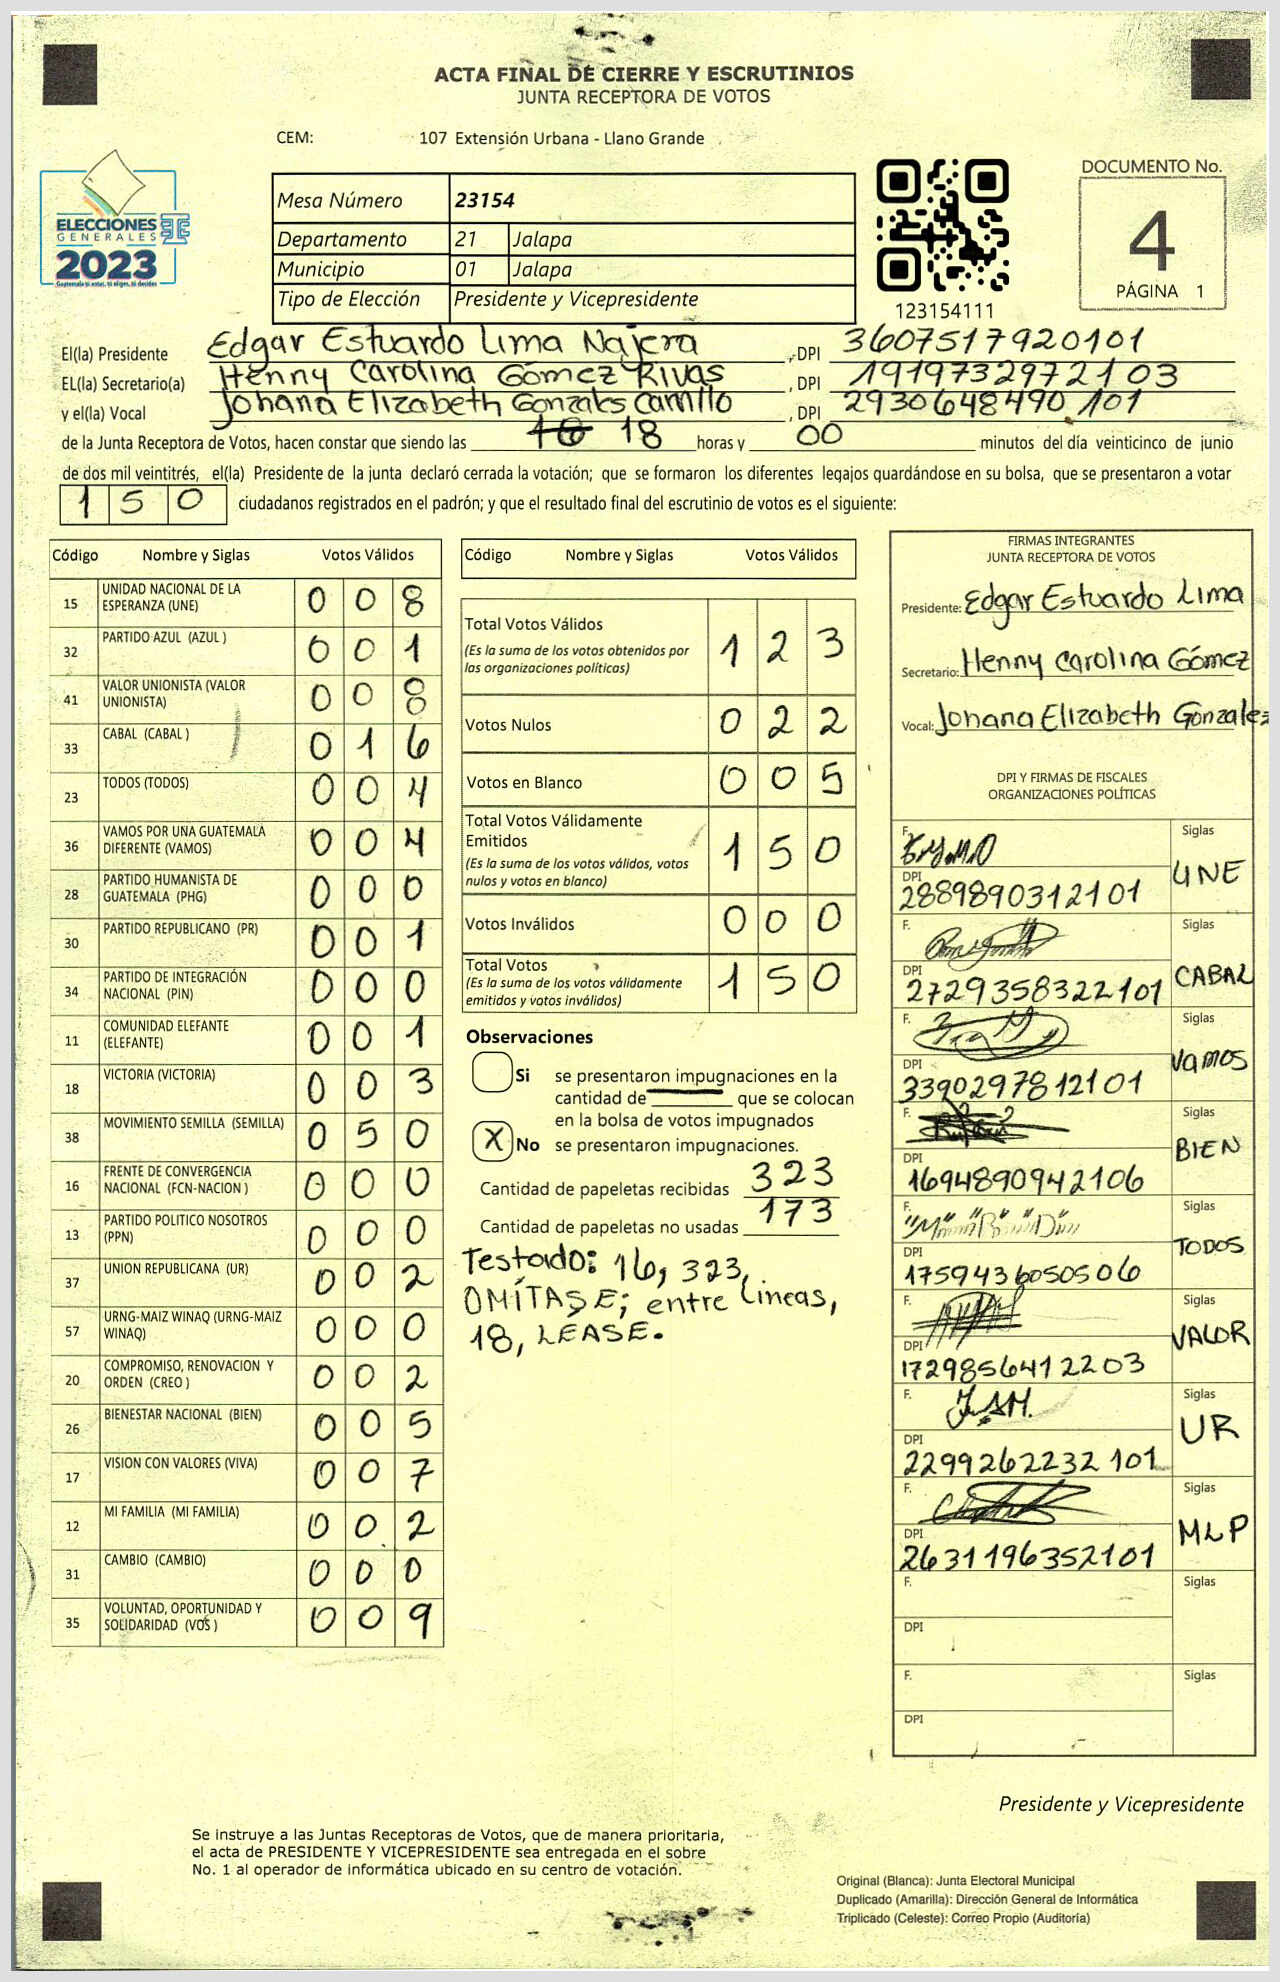 ACTA FINAL DE CIERRE Y ESCRUTINIOS
JUNTA RECEPTORA DE VOTOS
CEM: 107 Extensión Urbana - Llano Grande
ELECCIONES
GENERALES
2023
Mesa Número 23154
Departamento 21 Jalapa
Municipio 01 Jalapa
Tipo de Elección Presidente y Vicepresidente
123154111
DOCUMENTO No.
4
PÁGINA 1
El(la) Presidente Edgar Estuardo Lima Najera , DPI 3607517920101
EL(la) Secretario(a) Henny Carolina Gómez Rivas , DPI 1919732972103
y el(la) Vocal Johana Elizabeth Gonzales Carrillo , DPI 2930648490101
de la Junta Receptora de Votos, hacen constar que siendo las 16 18 horas y 00 minutos del día veinticinco de junio
de dos mil veintitrés, el(la) Presidente de la junta declaró cerrada la votación; que se formaron los diferentes legajos guardándose en su bolsa, que se presentaron a votar
150 ciudadanos registrados en el padrón; y que el resultado final del escrutinio de votos es el siguiente:
Código Nombre y Siglas Votos Válidos
15 UNIDAD NACIONAL DE LA
ESPERANZA (UNE) 0 0 8
32 PARTIDO AZUL (AZUL ) 0 0 1
41 VALOR UNIONISTA (VALOR
UNIONISTA) 0 0 8
33 CABAL (CABAL ) 0 1 6
23 TODOS (TODOS) 0 0 4
36 VAMOS POR UNA GUATEMALA
DIFERENTE (VAMOS) 0 0 4
28 PARTIDO HUMANISTA DE
GUATEMALA (PHG) 0 0 0
30 PARTIDO REPUBLICANO (PR) 0 0 1
34 PARTIDO DE INTEGRACIÓN
NACIONAL (PIN) 0 0 0
11 COMUNIDAD ELEFANTE
(ELEFANTE) 0 0 1
18 VICTORIA (VICTORIA) 0 0 3
38 MOVIMIENTO SEMILLA (SEMILLA) 0 5 0
16 FRENTE DE CONVERGENCIA
NACIONAL (FCN-NACION ) 0 0 0
13 PARTIDO POLITICO NOSOTROS
(PPN) 0 0 0
37 UNION REPUBLICANA (UR) 0 0 2
57 URNG-MAIZ WINAQ (URNG-MAIZ
WINAQ) 0 0 0
20 COMPROMISO, RENOVACION Y
ORDEN (CREO ) 0 0 2
26 BIENESTAR NACIONAL (BIEN) 0 0 5
17 VISION CON VALORES (VIVA) 0 0 7
12 MI FAMILIA (MI FAMILIA) 0 0 2
31 CAMBIO (CAMBIO) 0 0 0
35 VOLUNTAD, OPORTUNIDAD Y
SOLIDARIDAD (VOS ) 0 0 9
Código Nombre y Siglas Votos Válidos
Total Votos Válidos
(Es la suma de los votos obtenidos por
las organizaciones políticas) 1 2 3
Votos Nulos 0 2 2
Votos en Blanco 0 0 5
Total Votos Válidamente
Emitidos
(Es la suma de los votos válidos, votos
nulos y votos en blanco) 1 5 0
Votos Inválidos 0 0 0
Total Votos
(Es la suma de los votos válidamente
emitidos y votos inválidos) 1 5 0
Observaciones
Si se presentaron impugnaciones en la
cantidad de ______ que se colocan
en la bolsa de votos impugnados
X No se presentaron impugnaciones.
Cantidad de papeletas recibidas 323
Cantidad de papeletas no usadas 173
Testado: 16, 323,
OMÍTASE; entre Líneas,
18, LEASE.
FIRMAS INTEGRANTES
JUNTA RECEPTORA DE VOTOS
Presidente: Edgar Estuardo Lima
Secretario: Henny Carolina Gómez
Vocal: Johana Elizabeth Gonzalez
DPI Y FIRMAS DE FISCALES
ORGANIZACIONES POLÍTICAS
F. Siglas
DPI 2889890312101 UNE
F. Siglas
DPI 2729358322101 CABAL
F. Siglas
DPI 3390297812101 VAMOS
F. Siglas
DPI 1694890942106 BIEN
F. Siglas
DPI 1759436050506 TODOS
F. Siglas
DPI 1729856412203 VALOR
F. Siglas
DPI 2299262232101 UR
F. Siglas
DPI 2631196352101 MLP
F. Siglas
DPI
F. Siglas
DPI
Presidente y Vicepresidente
Se instruye a las Juntas Receptoras de Votos, que de manera prioritaria,
el acta de PRESIDENTE Y VICEPRESIDENTE sea entregada en el sobre
No. 1 al operador de informática ubicado en su centro de votación.
Original (Blanca): Junta Electoral Municipal
Duplicado (Amarilla): Dirección General de Informática
Triplicado (Celeste): Correo Propio (Auditoría)